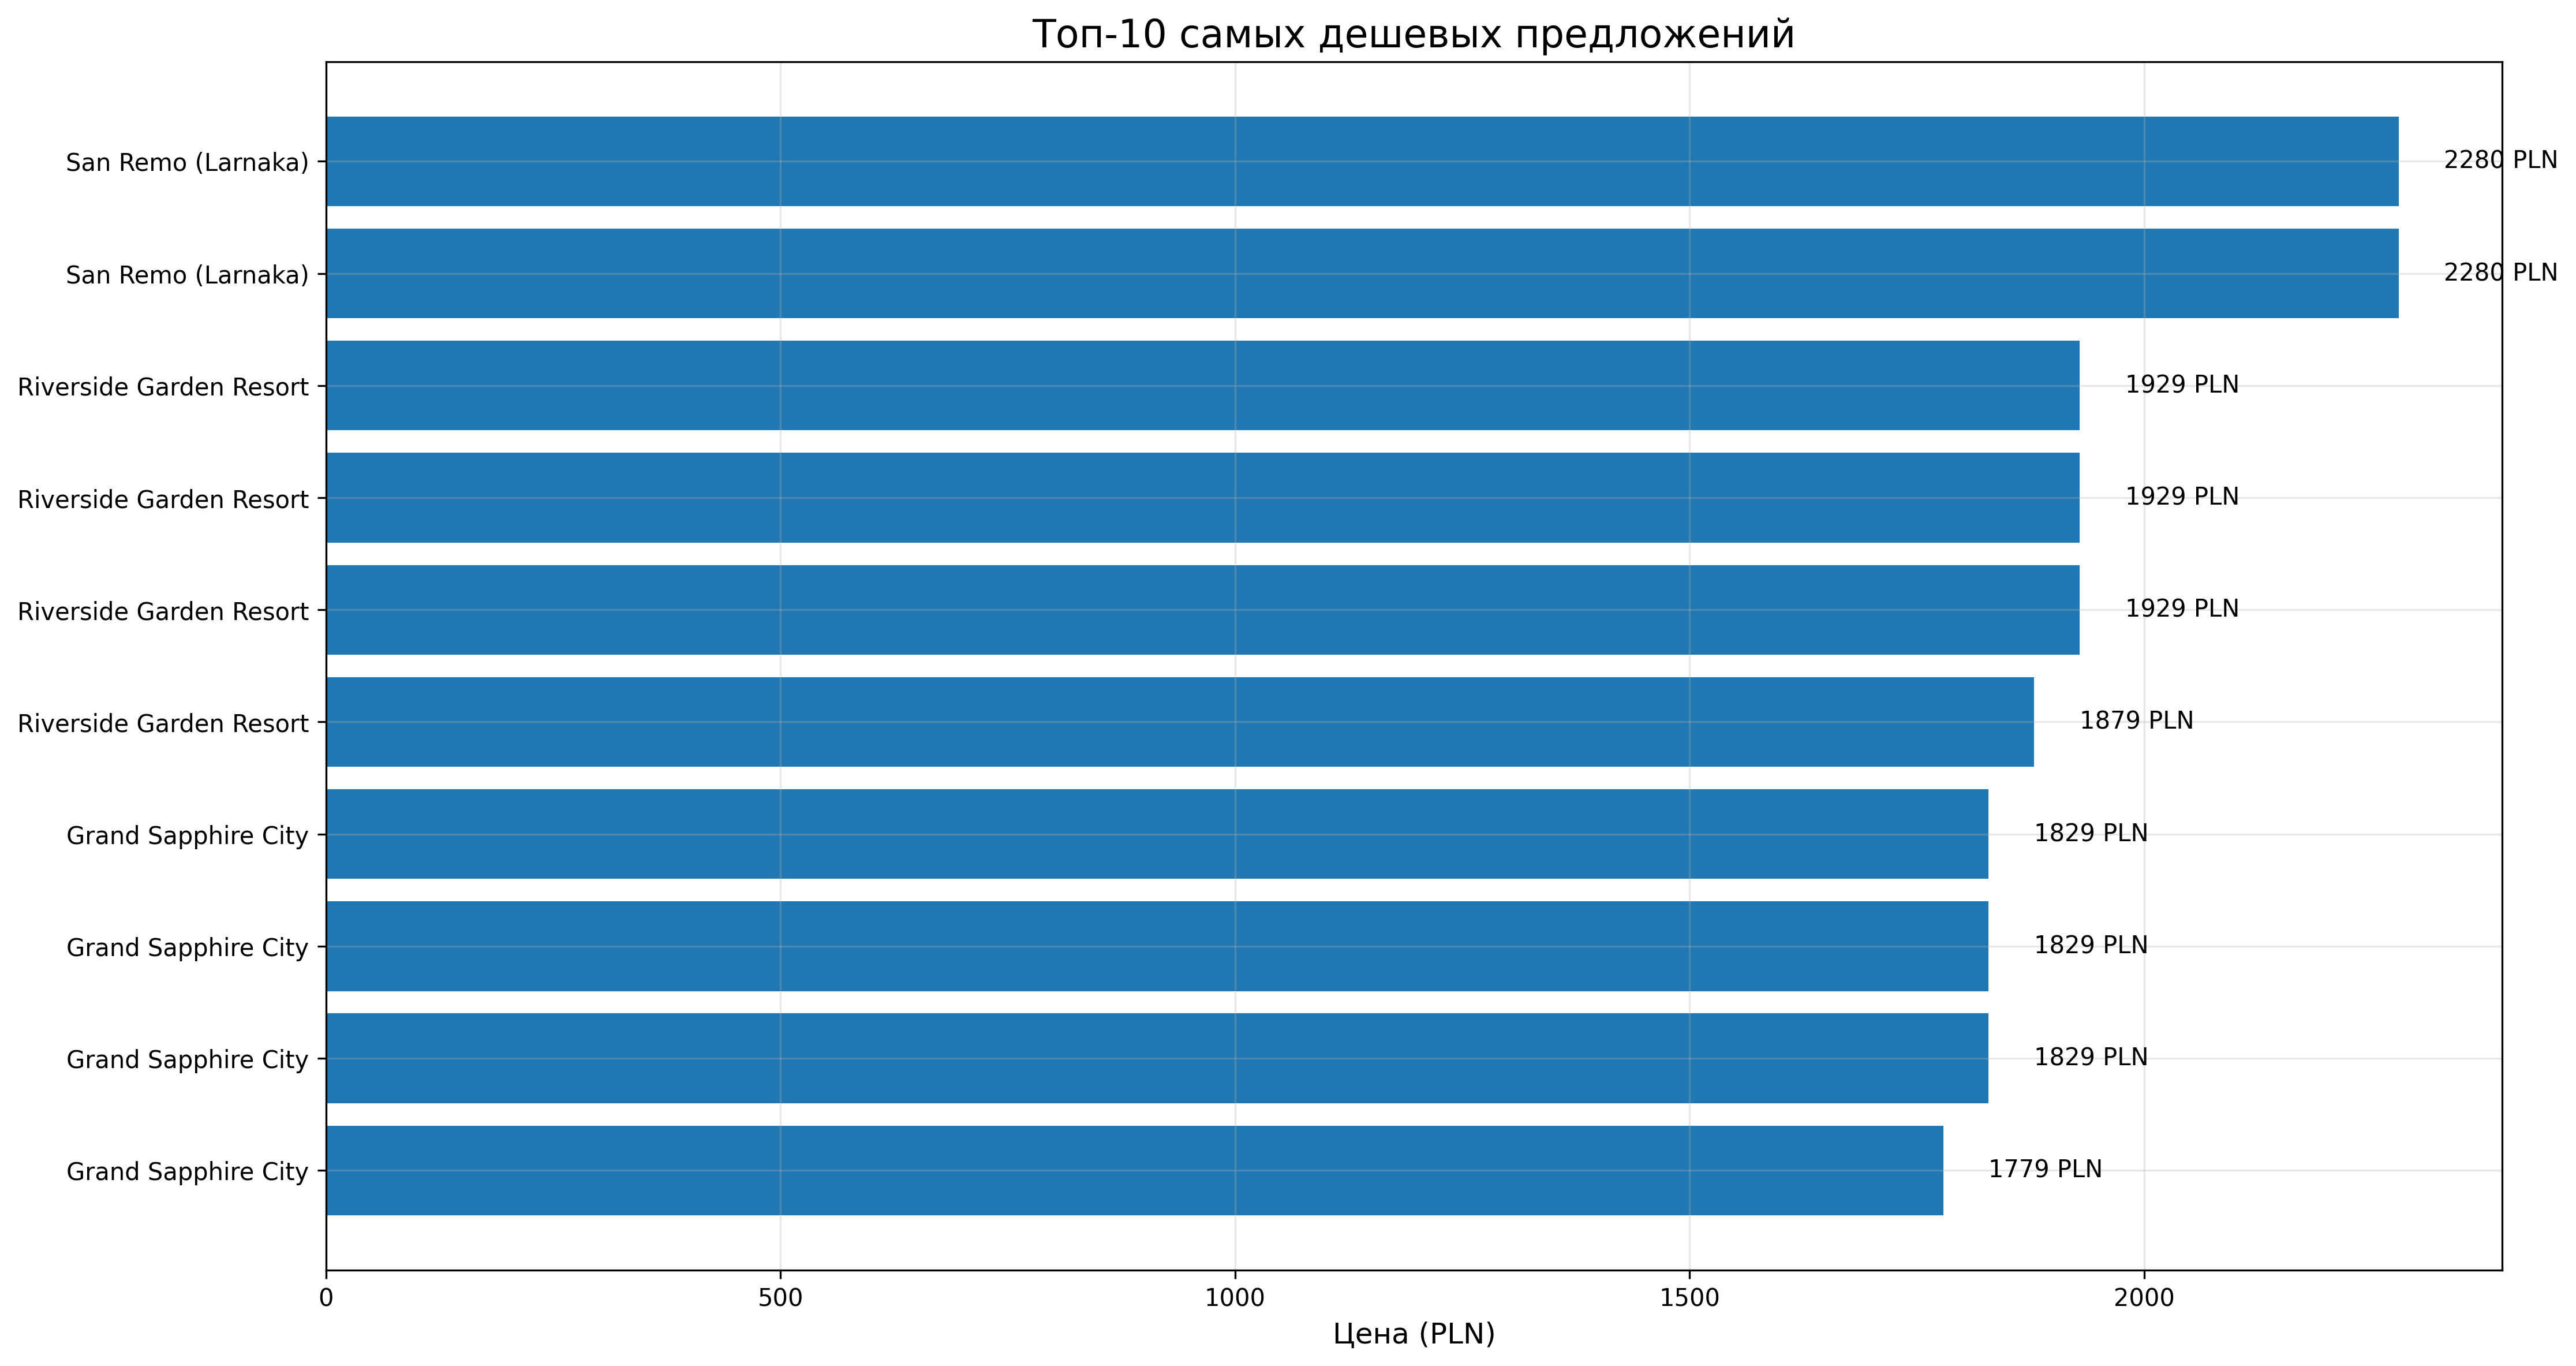 Топ-10 самых дешевых предложений
San Remo (Larnaka) 2280 PLN
San Remo (Larnaka) 2280 PLN
Riverside Garden Resort 1929 PLN
Riverside Garden Resort 1929 PLN
Riverside Garden Resort 1929 PLN
Riverside Garden Resort 1879 PLN
Grand Sapphire City 1829 PLN
Grand Sapphire City 1829 PLN
Grand Sapphire City 1829 PLN
Grand Sapphire City 1779 PLN
0 500 1000 1500 2000
Цена (PLN)